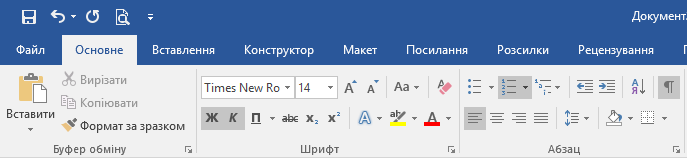 Документ
Файл Основне Вставлення Конструктор Макет Посилання Розсилки Рецензування
Вставити
Вирізати
Копіювати
Формат за зразком
Буфер обміну
Times New Ro 14 Aa
Ж К П abc x₂ x² A A
Шрифт
А Я ¶
Абзац